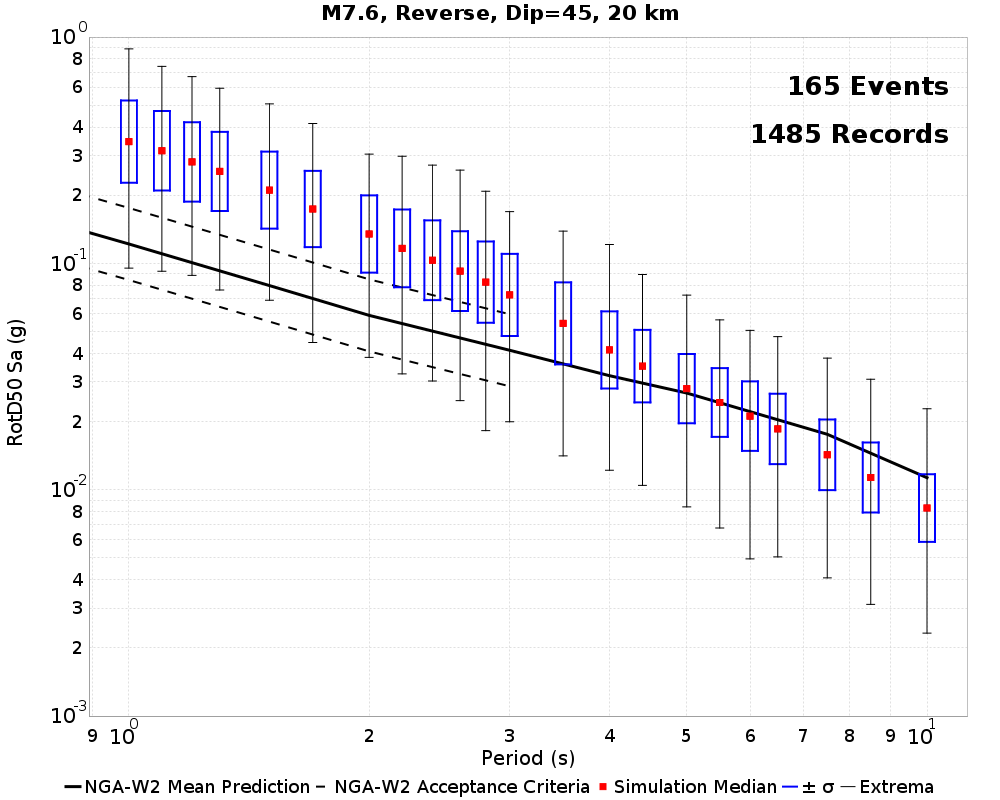 M7.6, Reverse, Dip=45, 20 km
165 Events
1485 Records
RotD50 Sa (g)
10^0
8
6
4
3
2
10^-1
8
6
4
3
2
10^-2
8
6
4
3
2
10^-3
9 10^0 2 3 4 5 6 7 8 9 10^1
Period (s)
NGA-W2 Mean Prediction NGA-W2 Acceptance Criteria Simulation Median ± σ Extrema